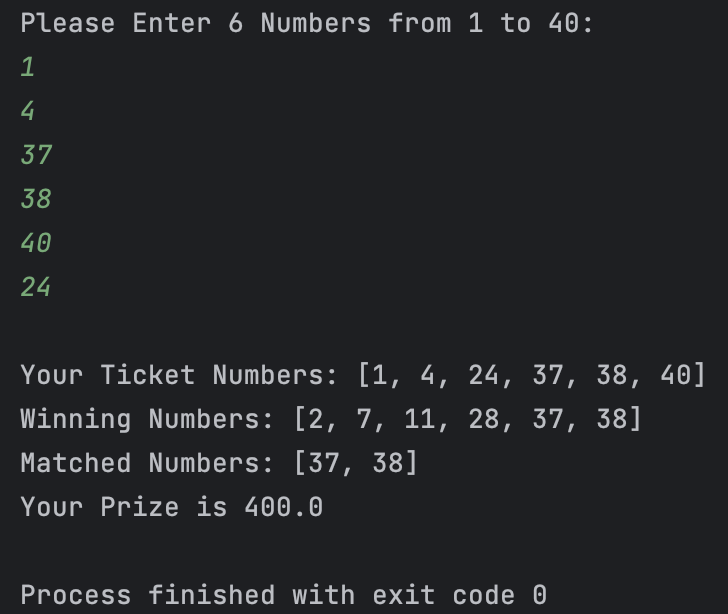 Please Enter 6 Numbers from 1 to 40:
1
4
37
38
40
24
Your Ticket Numbers: [1, 4, 24, 37, 38, 40]
Winning Numbers: [2, 7, 11, 28, 37, 38]
Matched Numbers: [37, 38]
Your Prize is 400.0
Process finished with exit code 0